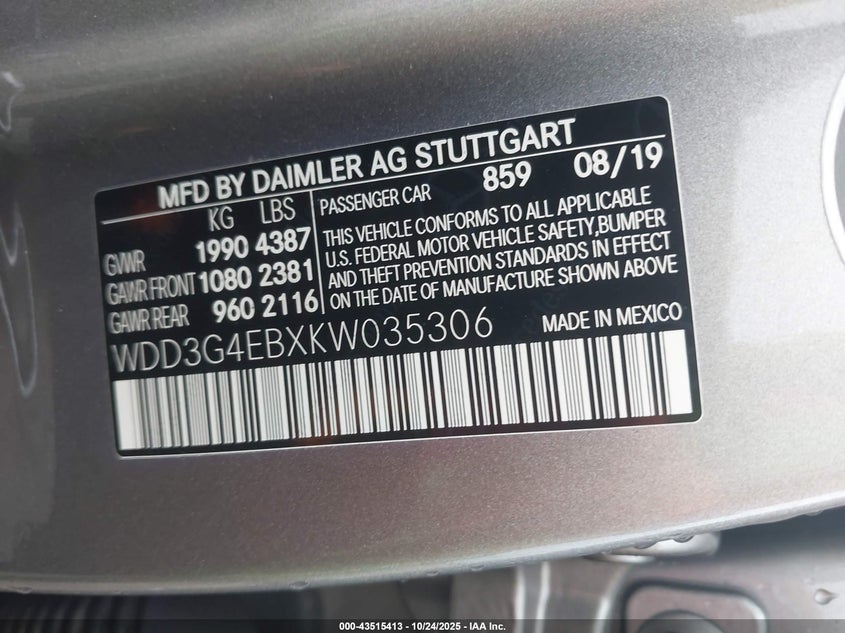 MFD BY DAIMLER AG STUTTGART
KG LBS
GVWR 1990 4387
GAWR FRONT 1080 2381
GAWR REAR 960 2116
PASSENGER CAR 859 08/19
THIS VEHICLE CONFORMS TO ALL APPLICABLE
U.S. FEDERAL MOTOR VEHICLE SAFETY,BUMPER
AND THEFT PREVENTION STANDARDS IN EFFECT
ON THE DATE OF MANUFACTURE SHOWN ABOVE
WDD3G4EBXKW035306
MADE IN MEXICO
000-43515413 - 10/24/2025 - IAA Inc.